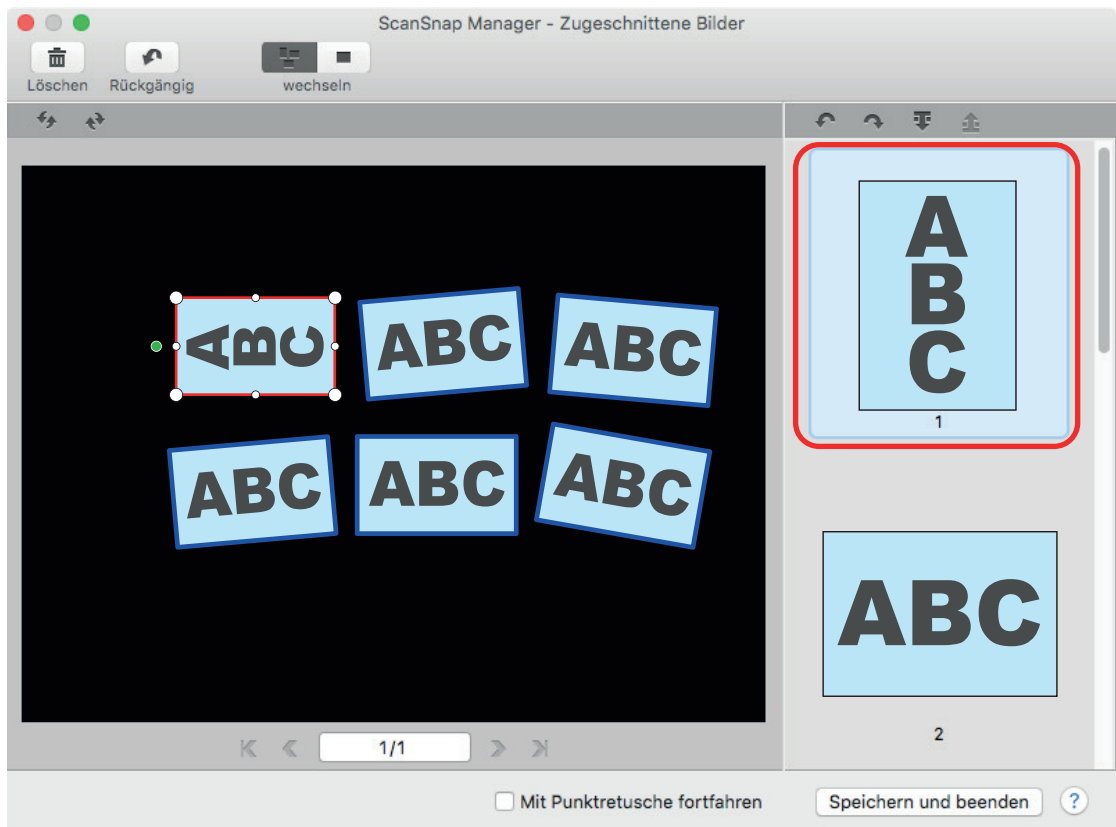 ScanSnap Manager - Zugeschnittene Bilder
Löschen Rückgängig wechseln
ABC ABC ABC
ABC ABC ABC
1/1
A
B
C
1
ABC
2
Mit Punktretusche fortfahren Speichern und beenden ?